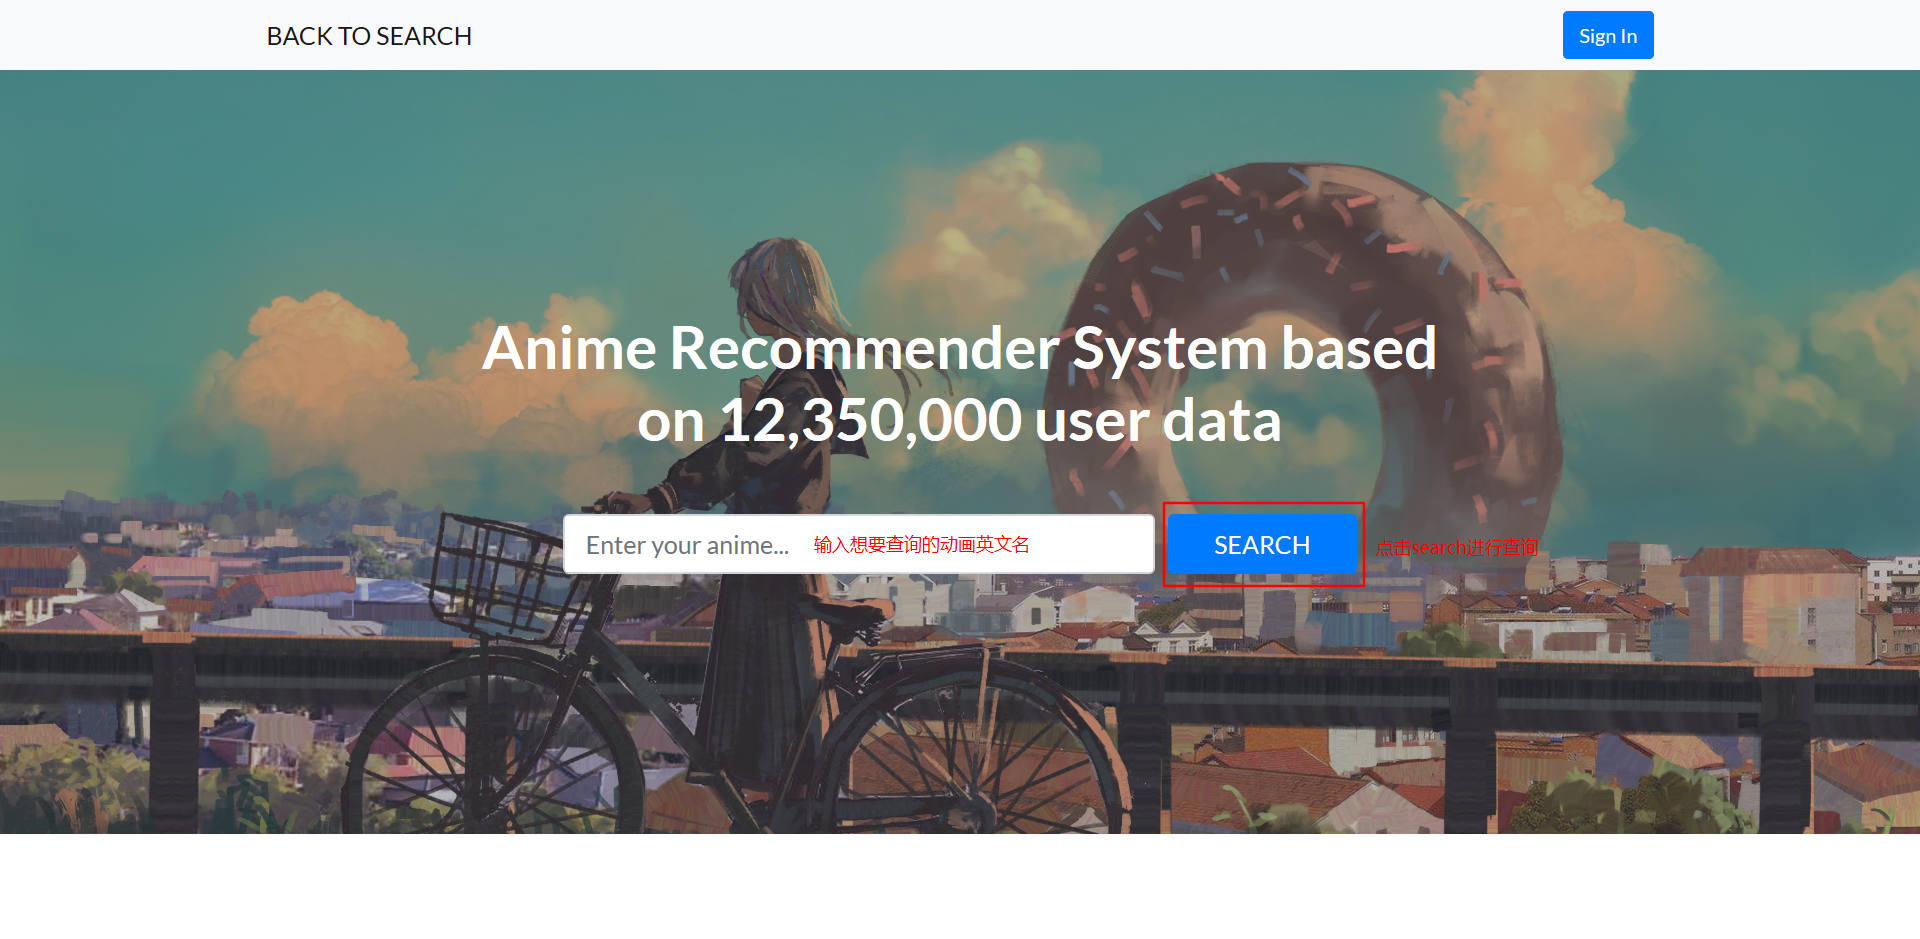 BACK TO SEARCH
Sign In
Anime Recommender System based
on 12,350,000 user data
Enter your anime... 输入想要查询的动画英文名
SEARCH
点击search进行查询